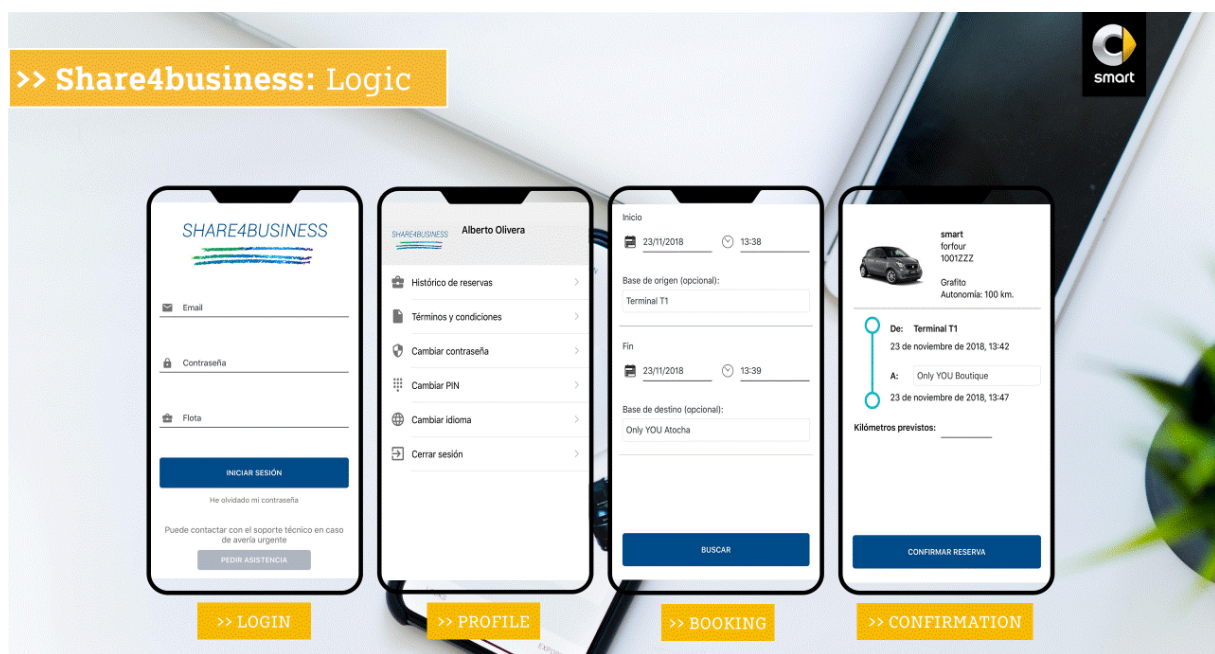 >> Share4business: Logic
smart
SHARE4BUSINESS
Email
Contraseña
Flota
INICIAR SESIÓN
He olvidado mi contraseña
Puede contactar con el soporte técnico en caso
de avería urgente
PEDIR ASISTENCIA
>> LOGIN
SHARE4BUSINESS
Alberto Olivera
Histórico de reservas
Términos y condiciones
Cambiar contraseña
Cambiar PIN
Cambiar idioma
Cerrar sesión
>> PROFILE
Inicio
23/11/2018 13:38
Base de origen (opcional):
Terminal T1
Fin
23/11/2018 13:39
Base de destino (opcional):
Only YOU Atocha
BUSCAR
>> BOOKING
smart
forfour
1001ZZZ
Grafito
Autonomía: 100 km.
De: Terminal T1
23 de noviembre de 2018, 13:42
A: Only YOU Boutique
23 de noviembre de 2018, 13:47
Kilómetros previstos:
CONFIRMAR RESERVA
>> CONFIRMATION